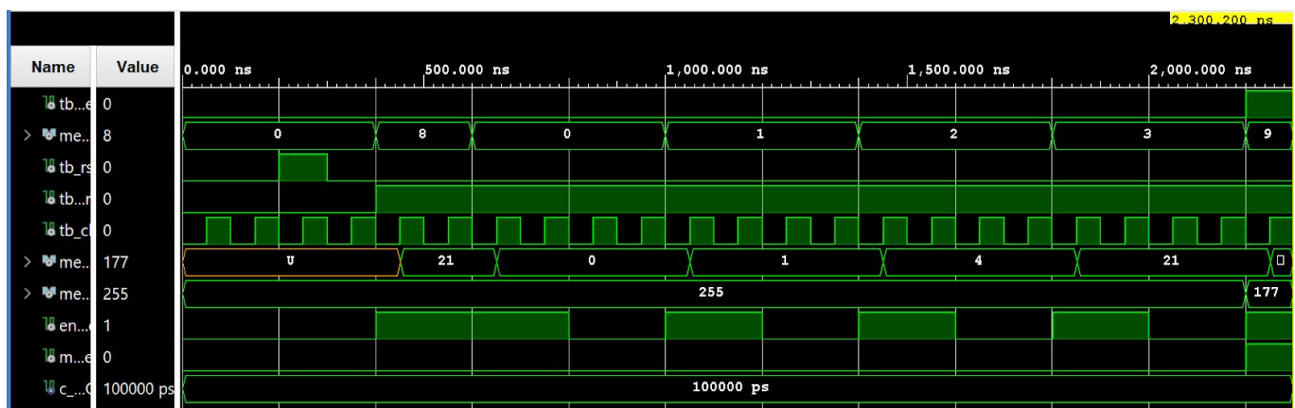 2,300.200 ns
Name Value 0.000 ns 500.000 ns 1,000.000 ns 1,500.000 ns 2,000.000 ns
tb...e 0
> me... 8 0 8 0 1 2 3 9
tb_rs 0
tb...r 0
tb_cl 0
> me... 177 U 21 0 1 4 21
> me... 255 255 177
en...e 1
m...e 0
c_...C 100000 ps 100000 ps